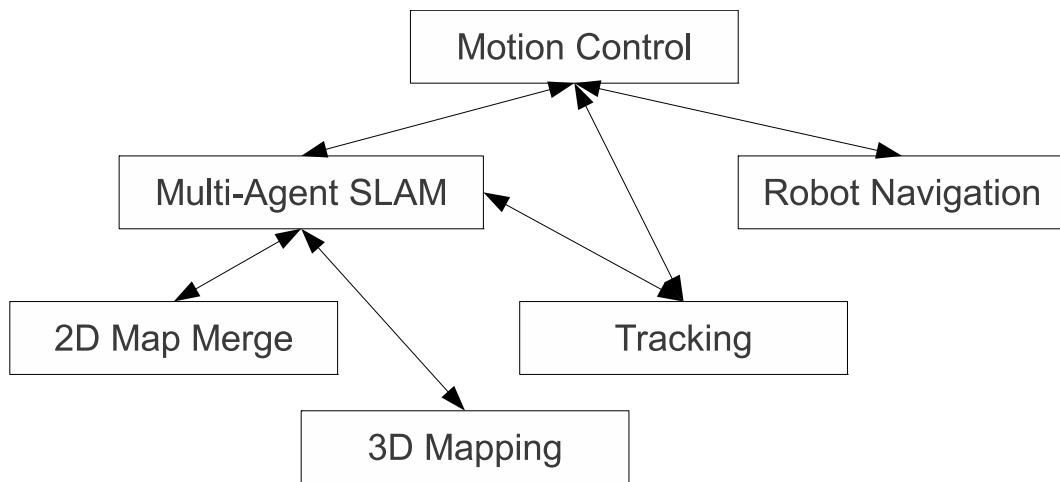 Motion Control
Multi-Agent SLAM
Robot Navigation
2D Map Merge
Tracking
3D Mapping